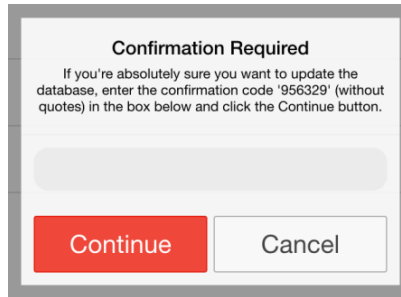 Confirmation Required
If you're absolutely sure you want to update the
database, enter the confirmation code '956329' (without
quotes) in the box below and click the Continue button.
Continue
Cancel